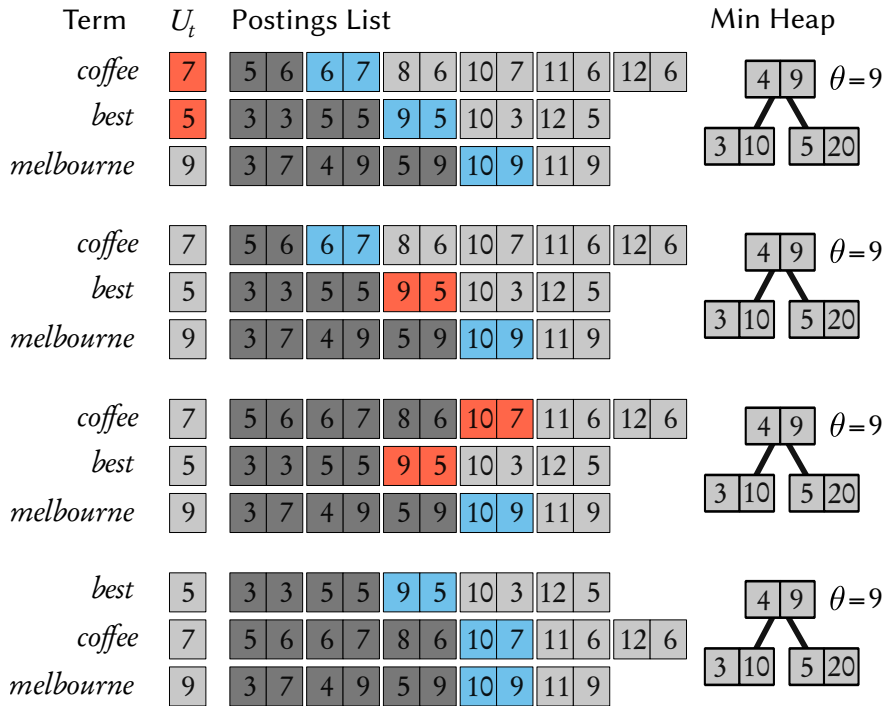 Term U_t Postings List Min Heap
coffee 7 5 6 6 7 8 6 10 7 11 6 12 6 4 9 θ=9
best 5 3 3 5 5 9 5 10 3 12 5 3 10 5 20
melbourne 9 3 7 4 9 5 9 10 9 11 9
coffee 7 5 6 6 7 8 6 10 7 11 6 12 6 4 9 θ=9
best 5 3 3 5 5 9 5 10 3 12 5 3 10 5 20
melbourne 9 3 7 4 9 5 9 10 9 11 9
coffee 7 5 6 6 7 8 6 10 7 11 6 12 6 4 9 θ=9
best 5 3 3 5 5 9 5 10 3 12 5 3 10 5 20
melbourne 9 3 7 4 9 5 9 10 9 11 9
best 5 3 3 5 5 9 5 10 3 12 5 4 9 θ=9
coffee 7 5 6 6 7 8 6 10 7 11 6 12 6 3 10 5 20
melbourne 9 3 7 4 9 5 9 10 9 11 9